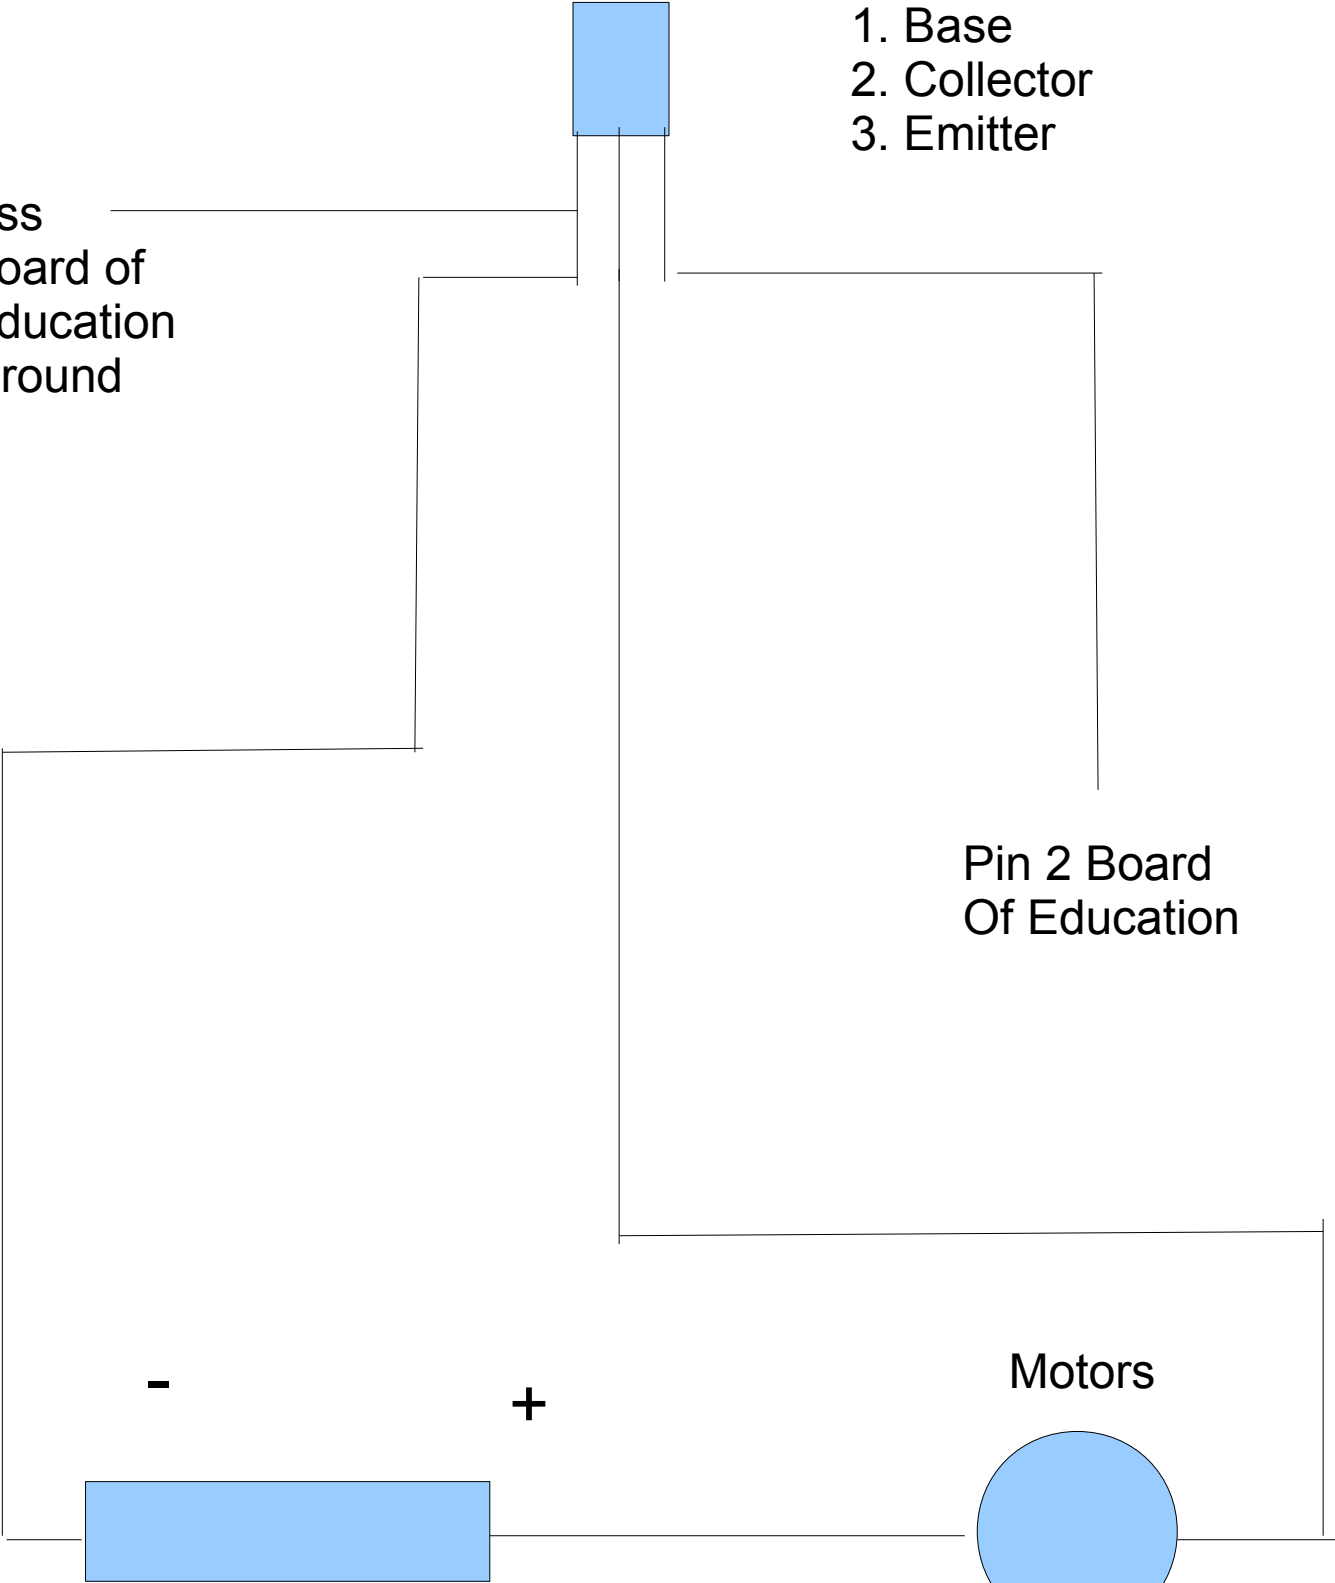 1. Base
2. Collector
3. Emitter
ss
oard of
ducation
round
Pin 2 Board
Of Education
-
+
Motors